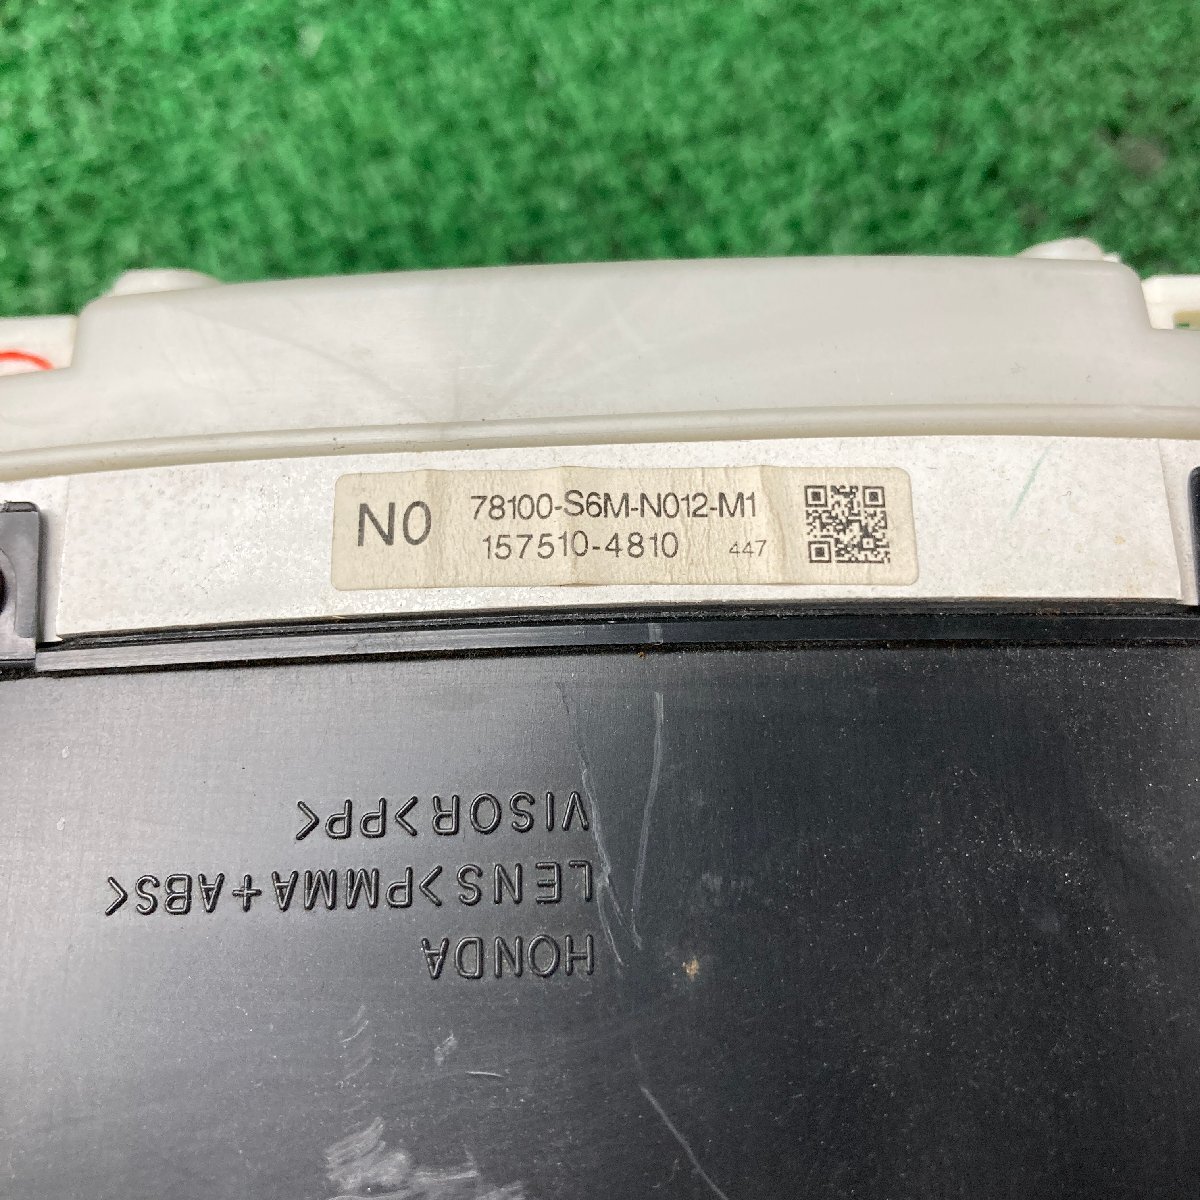 N0
78100-S6M-N012-M1
157510-4810 447
HONDA
LENS>PMMA+ABS<
VISOR>PP<